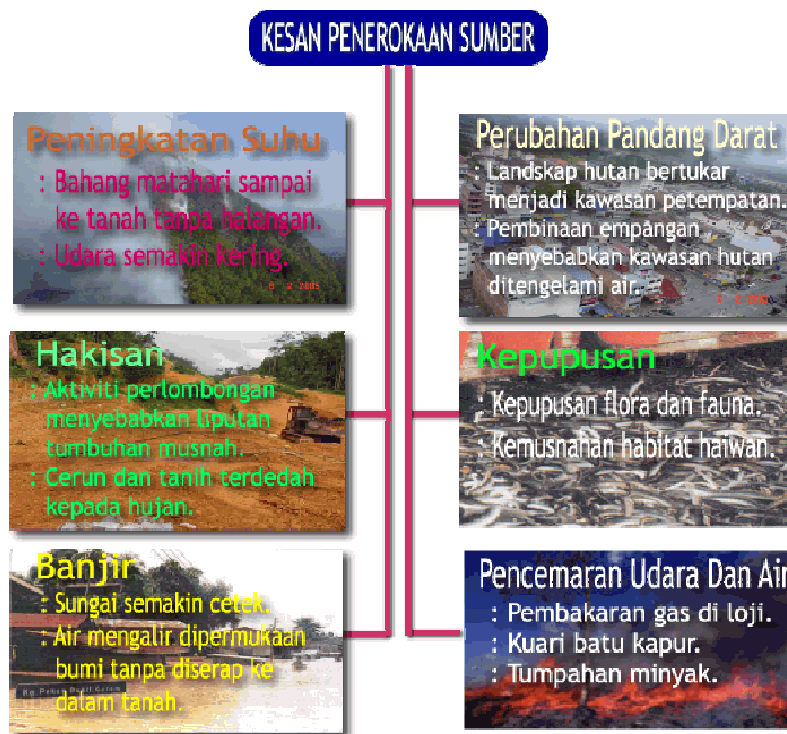 KESAN PENEROKAAN SUMBER
Peningkatan Suhu
: Bahang matahari sampai
ke tanah tanpa halangan.
: Udara semakin kering.
Perubahan Pandang Darat
: Landskap hutan bertukar
menjadi kawasan petempatan.
: Pembinaan empangan
menyebabkan kawasan hutan
ditengelami air.
Hakisan
: Aktiviti perlombongan
menyebabkan liputan
tumbuhan musnah.
: Cerun dan tanih terdedah
kepada hujan.
Kepupusan
: Kepupusan flora dan fauna.
: Kemusnahan habitat haiwan.
Banjir
: Sungai semakin cetek.
: Air mengalir dipermukaan
bumi tanpa diserap ke
dalam tanah.
Pencemaran Udara Dan Air
: Pembakaran gas di loji.
: Kuari batu kapur.
: Tumpahan minyak.